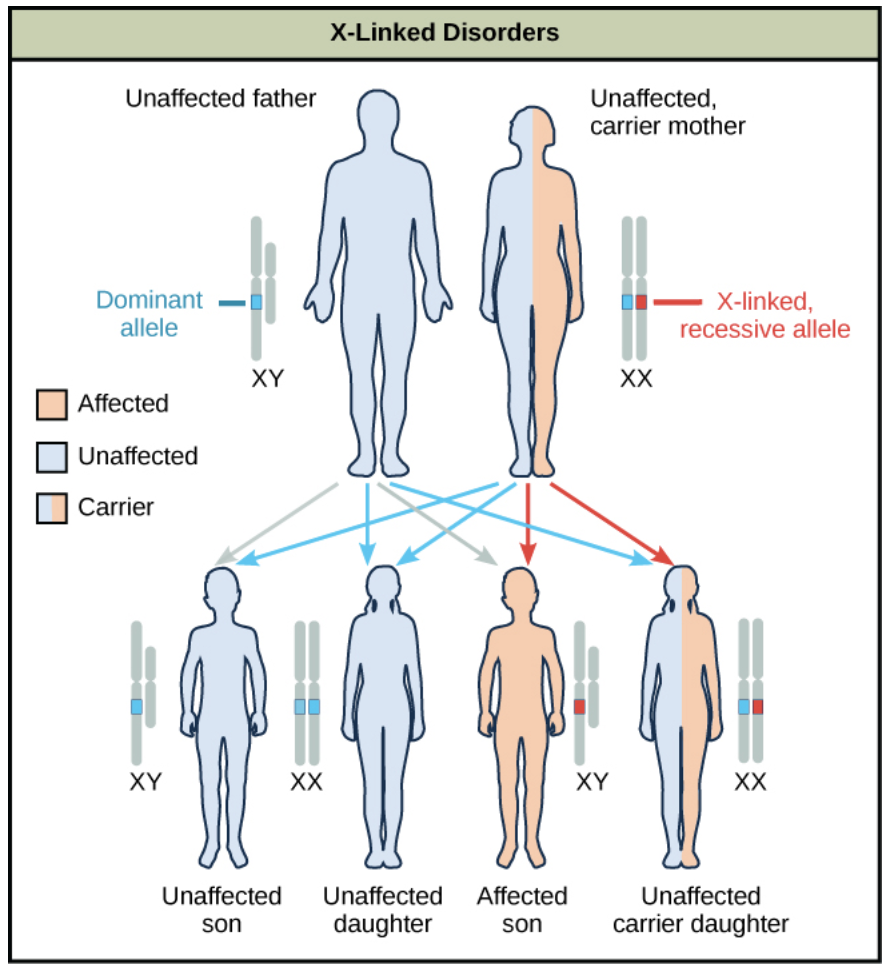 X-Linked Disorders
Unaffected father
Unaffected,
carrier mother
Dominant
allele
X-linked,
recessive allele
XY
XX
Affected
Unaffected
Carrier
XY
XX
XY
XX
Unaffected
son
Unaffected
daughter
Affected
son
Unaffected
carrier daughter